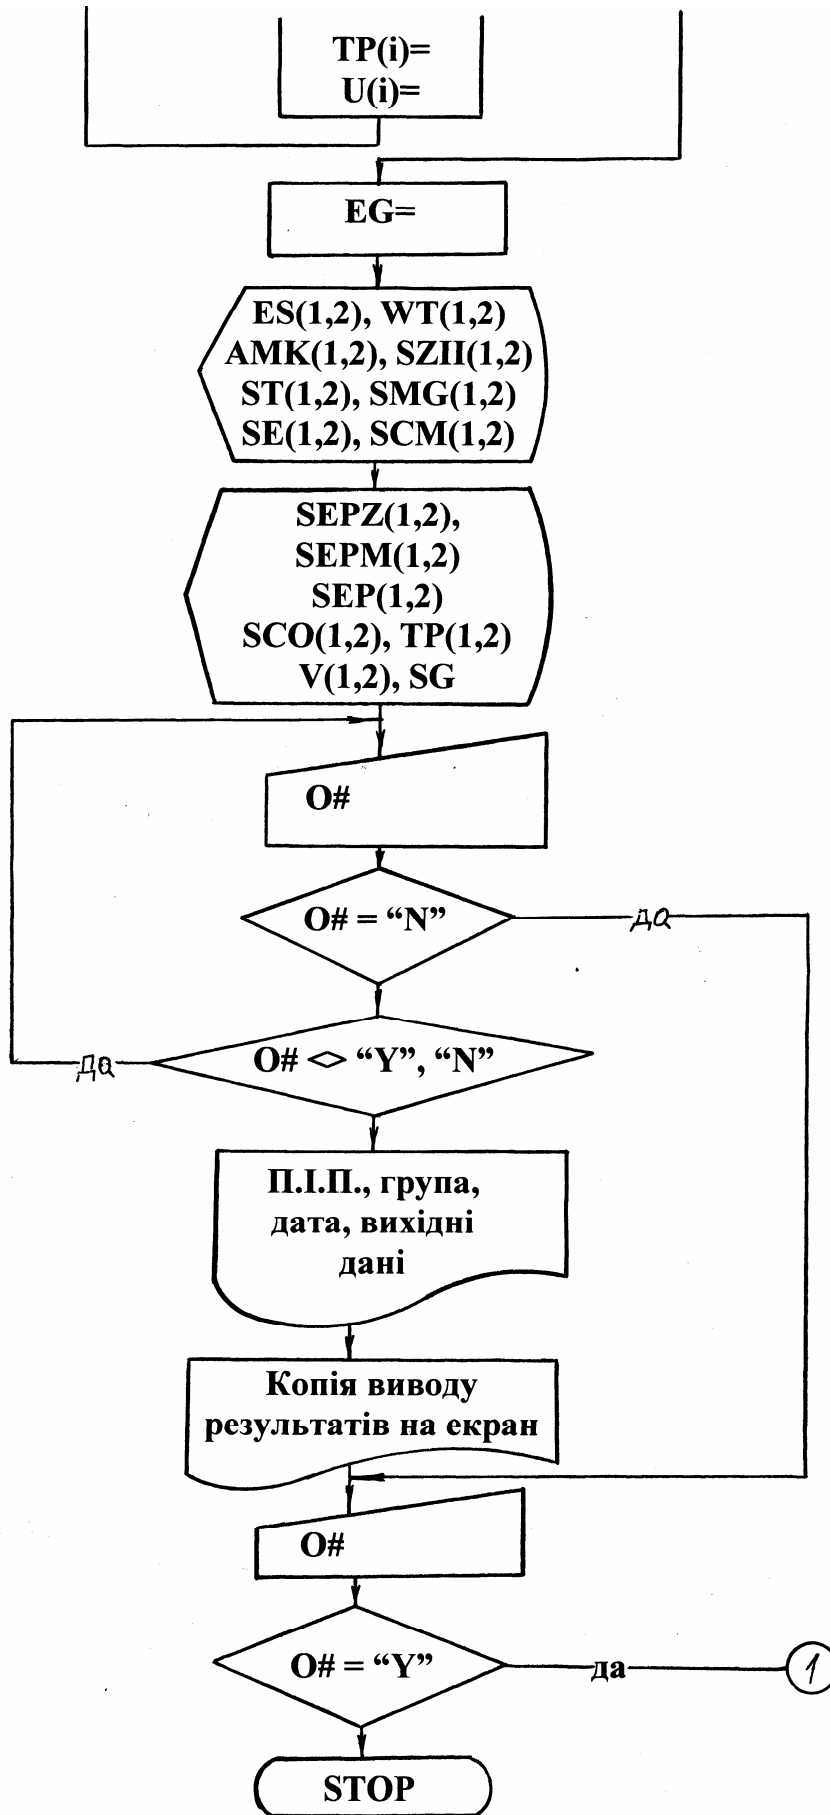 TP(i)=
U(i)=
EG=
ES(1,2), WT(1,2)
AMK(1,2), SZII(1,2)
ST(1,2), SMG(1,2)
SE(1,2), SCM(1,2)
SEPZ(1,2),
SEPM(1,2)
SEP(1,2)
SCO(1,2), TP(1,2)
V(1,2), SG
O#
O# = “N”
да
O# <> “Y”, “N”
да
П.І.П., група,
дата, вихідні
дані
Копія виводу
результатів на екран
O#
O# = “Y”
да
1
STOP